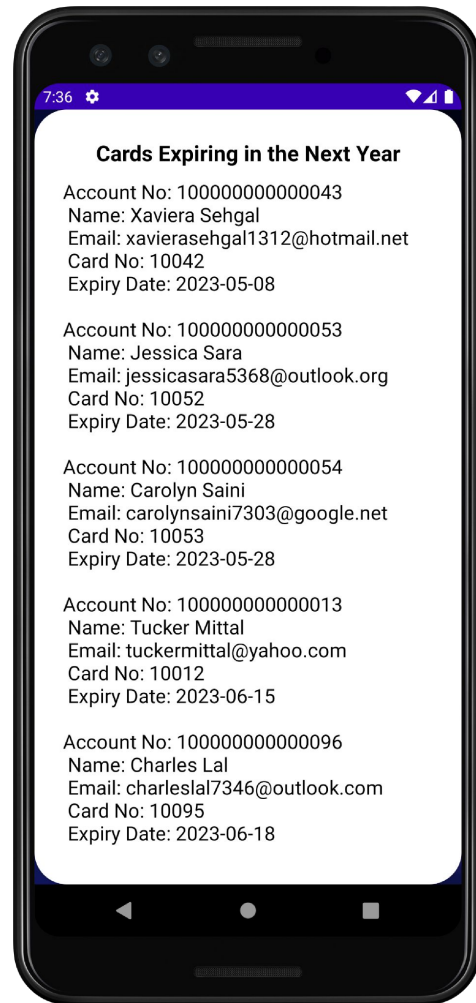 7:36
Cards Expiring in the Next Year
Account No: 100000000000043
Name: Xaviera Sehgal
Email: xavierasehgal1312@hotmail.net
Card No: 10042
Expiry Date: 2023-05-08
Account No: 100000000000053
Name: Jessica Sara
Email: jessicasara5368@outlook.org
Card No: 10052
Expiry Date: 2023-05-28
Account No: 100000000000054
Name: Carolyn Saini
Email: carolynsaini7303@google.net
Card No: 10053
Expiry Date: 2023-05-28
Account No: 100000000000013
Name: Tucker Mittal
Email: tuckermittal@yahoo.com
Card No: 10012
Expiry Date: 2023-06-15
Account No: 100000000000096
Name: Charles Lal
Email: charleslal7346@outlook.com
Card No: 10095
Expiry Date: 2023-06-18